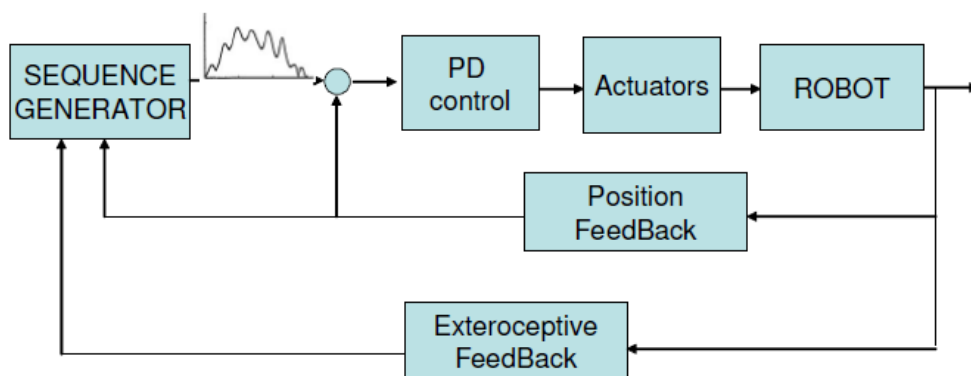 SEQUENCE
GENERATOR
PD
control
Actuators
ROBOT
Position
FeedBack
Exteroceptive
FeedBack